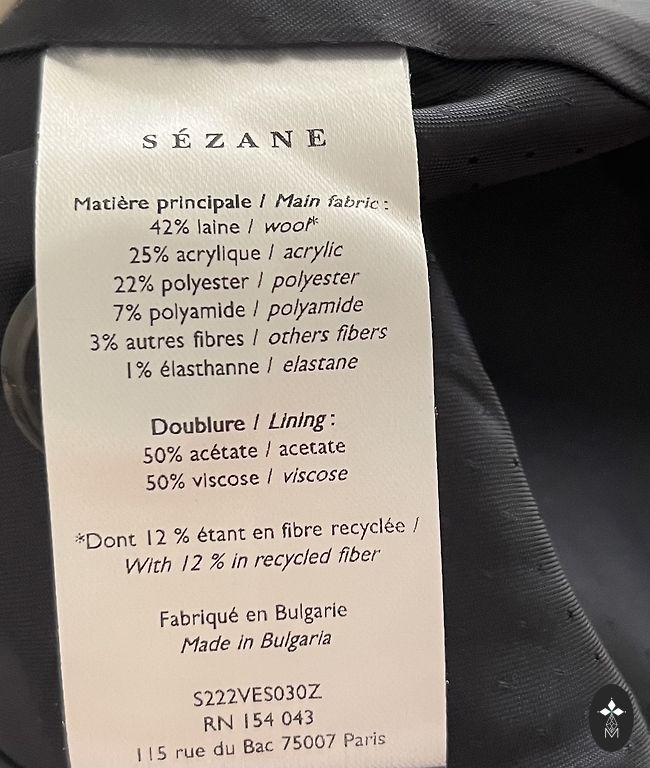 SÉZANE
Matière principale / Main fabric :
42% laine / wool*
25% acrylique / acrylic
22% polyester / polyester
7% polyamide / polyamide
3% autres fibres / others fibers
1% élasthanne / elastane
Doublure / Lining :
50% acétate / acetate
50% viscose / viscose
*Dont 12 % étant en fibre recyclée /
With 12 % in recycled fiber
Fabriqué en Bulgarie
Made in Bulgaria
S222VES030Z
RN 154 043
115 rue du Bac 75007 Paris
M